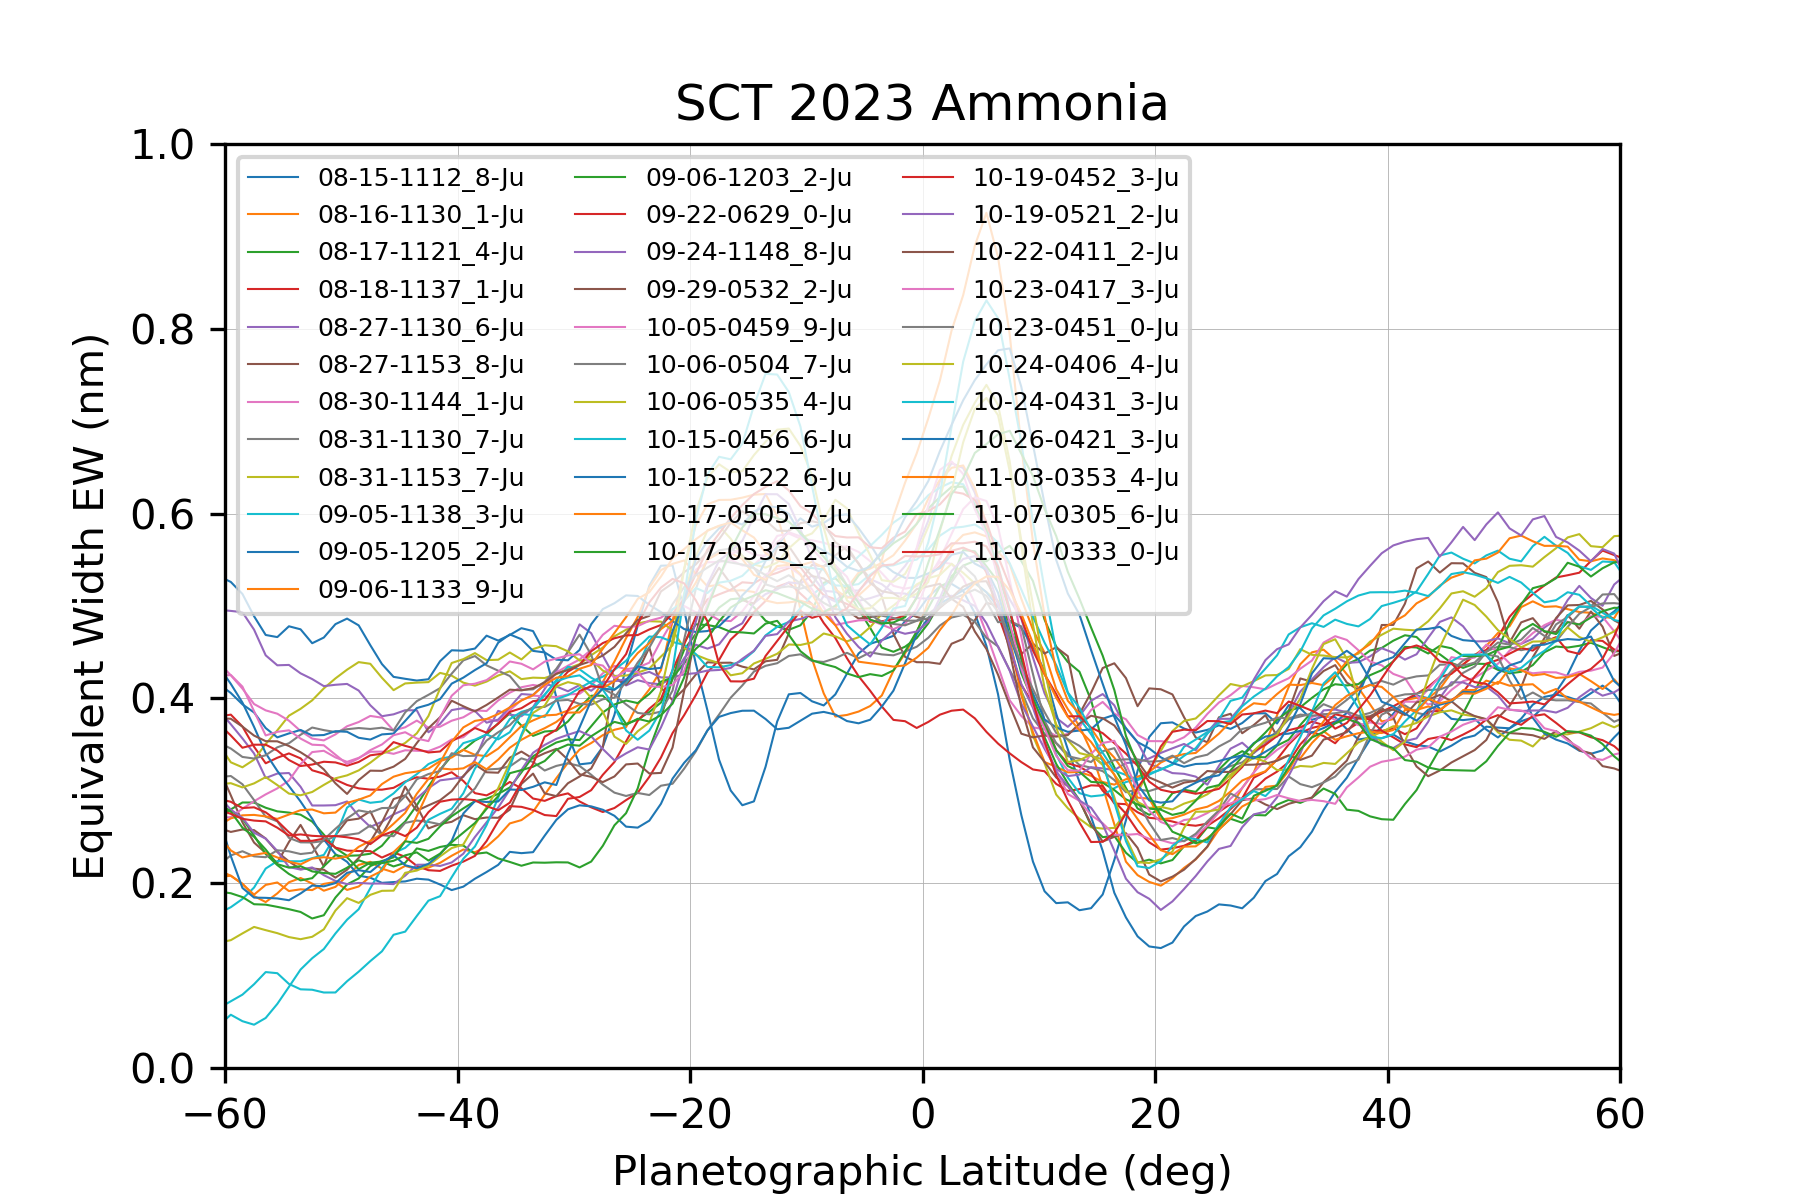 SCT 2023 Ammonia
1.0
0.8
0.6
0.4
0.2
0.0
Equivalent Width EW (nm)
08-15-1112_8-Ju
08-16-1130_1-Ju
08-17-1121_4-Ju
08-18-1137_1-Ju
08-27-1130_6-Ju
08-27-1153_8-Ju
08-30-1144_1-Ju
08-31-1130_7-Ju
08-31-1153_7-Ju
09-05-1138_3-Ju
09-05-1205_2-Ju
09-06-1133_9-Ju
09-06-1203_2-Ju
09-22-0629_0-Ju
09-24-1148_8-Ju
09-29-0532_2-Ju
10-05-0459_9-Ju
10-06-0504_7-Ju
10-06-0535_4-Ju
10-15-0456_6-Ju
10-15-0522_6-Ju
10-17-0505_7-Ju
10-17-0533_2-Ju
10-19-0452_3-Ju
10-19-0521_2-Ju
10-22-0411_2-Ju
10-23-0417_3-Ju
10-23-0451_0-Ju
10-24-0406_4-Ju
10-24-0431_3-Ju
10-26-0421_3-Ju
11-03-0353_4-Ju
11-07-0305_6-Ju
11-07-0333_0-Ju
−60 −40 −20 0 20 40 60
Planetographic Latitude (deg)